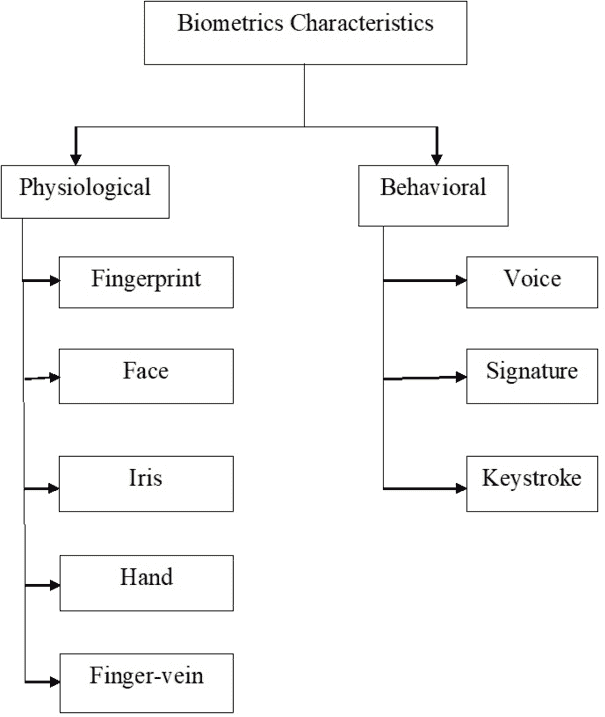 Biometrics Characteristics
Physiological
Behavioral
Fingerprint
Voice
Face
Signature
Iris
Keystroke
Hand
Finger-vein